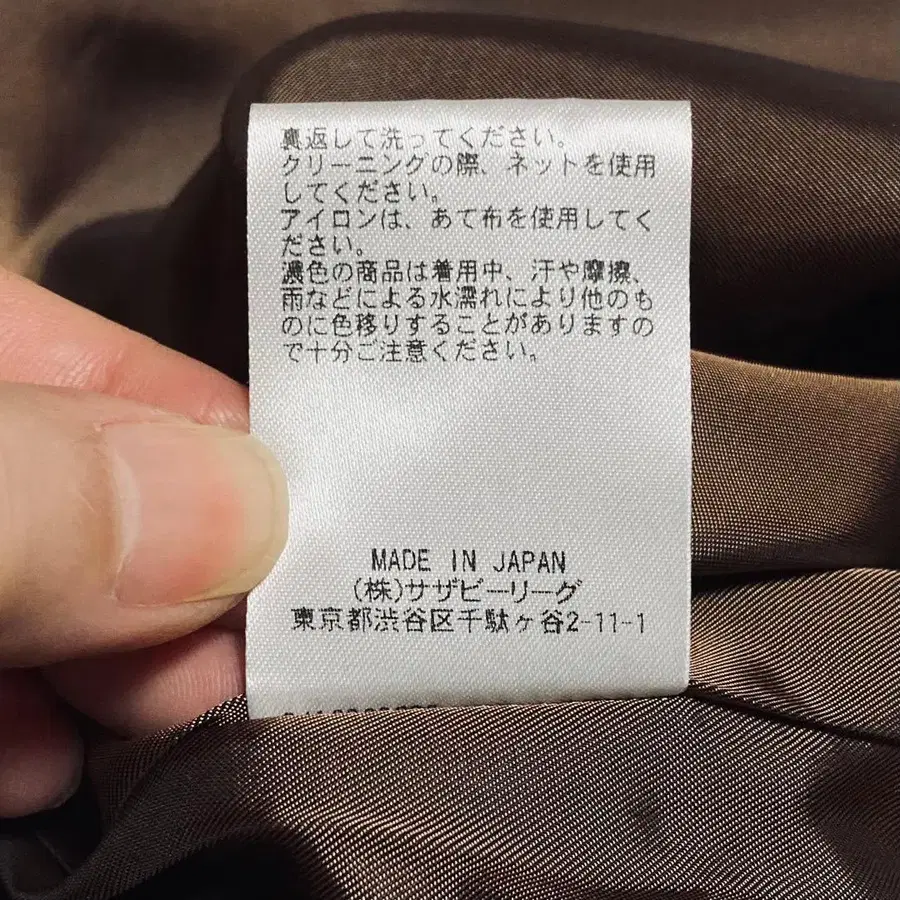 裏返して洗ってください。
クリーニングの際、ネットを使用
してください。
アイロンは、あて布を使用してく
ださい。
濃色の商品は着用中、汗や摩擦、
雨などによる水濡れにより他のも
のに色移りすることがありますの
で十分ご注意ください。
MADE IN JAPAN
(株)サザビーリーグ
東京都渋谷区千駄ヶ谷2-11-1